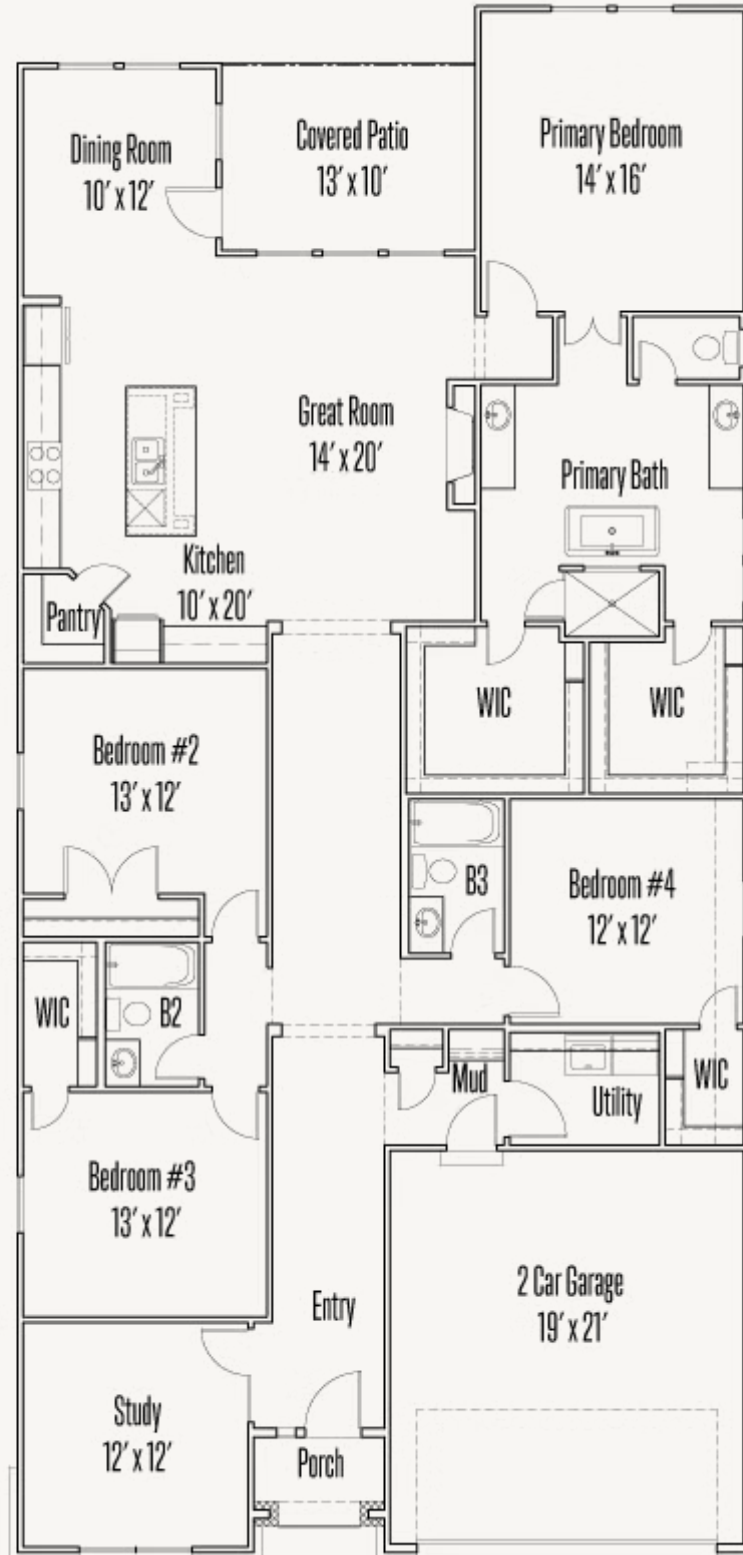 Dining Room
10' x 12'
Covered Patio
13' x 10'
Primary Bedroom
14' x 16'
Great Room
14' x 20'
Primary Bath
Kitchen
10' x 20'
Pantry
WIC
WIC
Bedroom #2
13' x 12'
B3
Bedroom #4
12' x 12'
WIC
B2
Mud
Utility
WIC
Bedroom #3
13' x 12'
2 Car Garage
19' x 21'
Entry
Study
12' x 12'
Porch